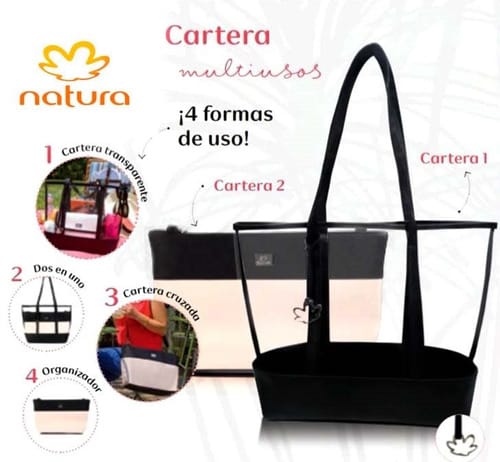 natura
Cartera
multiusos
¡4 formas
de uso!
1 Cartera transparente
Cartera 2
Cartera 1
2 Dos en uno
3 Cartera cruzada
4 Organizador